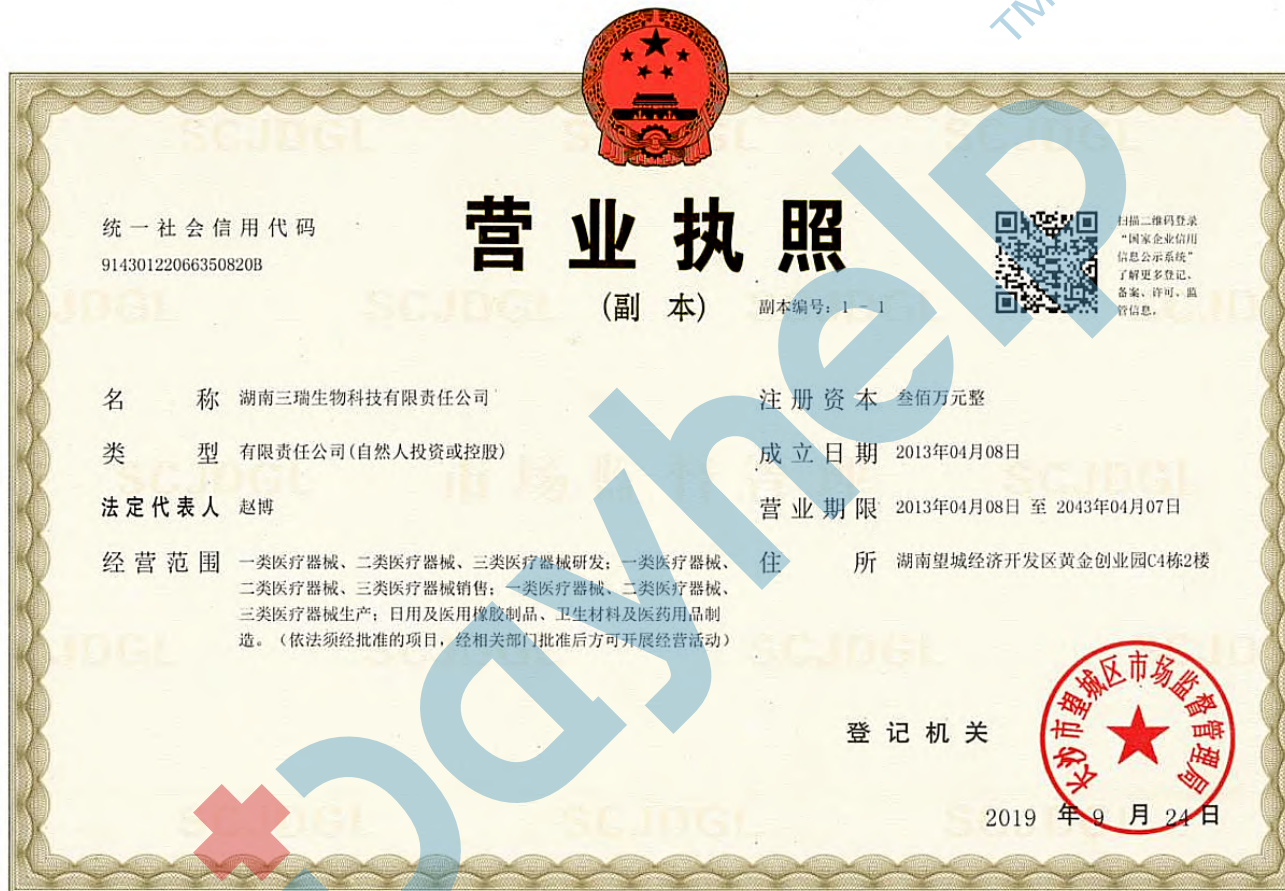 TM
统一社会信用代码
91430122066350820B
营业执照
(副 本)
副本编号: 1 - 1
扫描二维码登录
“国家企业信用
信息公示系统”
了解更多登记、
备案、许可、监
管信息。
名 称 湖南三瑞生物科技有限责任公司
类 型 有限责任公司(自然人投资或控股)
法定代表人 赵博
经营范围 一类医疗器械、二类医疗器械、三类医疗器械研发;一类医疗器械、
二类医疗器械、三类医疗器械销售;一类医疗器械、二类医疗器械、
三类医疗器械生产;日用及医用橡胶制品、卫生材料及医药用品制
造。(依法须经批准的项目,经相关部门批准后方可开展经营活动)
注册资本 叁佰万元整
成立日期 2013年04月08日
营业期限 2013年04月08日 至 2043年04月07日
住 所 湖南望城经济开发区黄金创业园C4栋2楼
登记机关
长沙市望城区市场监督管理局
2019 年 9 月 24 日
SCJDGL
市场监督管理
dayhelp